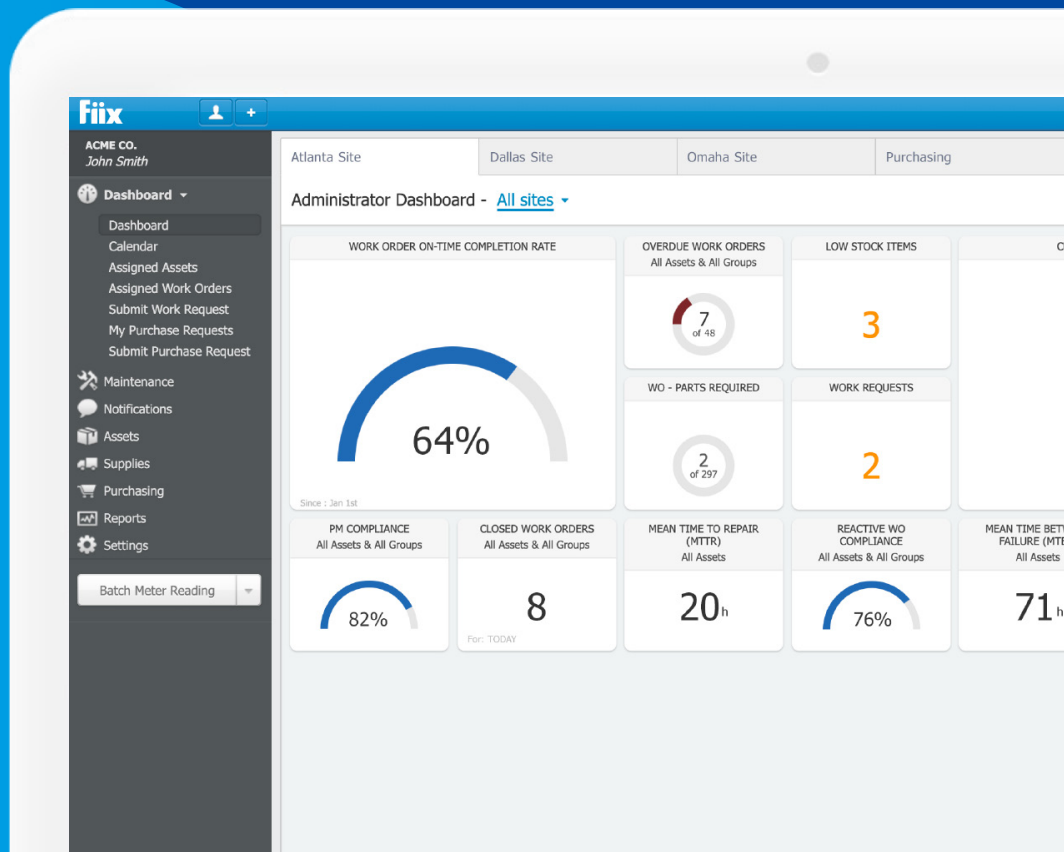 Fiix
ACME CO.
John Smith
Dashboard
Dashboard
Calendar
Assigned Assets
Assigned Work Orders
Submit Work Request
My Purchase Requests
Submit Purchase Request
Maintenance
Notifications
Assets
Supplies
Purchasing
Reports
Settings
Batch Meter Reading
Atlanta Site
Dallas Site
Omaha Site
Purchasing
Administrator Dashboard - All sites
WORK ORDER ON-TIME COMPLETION RATE
64%
Since : Jan 1st
OVERDUE WORK ORDERS
All Assets & All Groups
7
of 48
LOW STOCK ITEMS
3
WO - PARTS REQUIRED
2
of 297
WORK REQUESTS
2
PM COMPLIANCE
All Assets & All Groups
82%
CLOSED WORK ORDERS
All Assets & All Groups
8
For: TODAY
MEAN TIME TO REPAIR
(MTTR)
All Assets
20 h
REACTIVE WO
COMPLIANCE
All Assets & All Groups
76%
MEAN TIME
FAILURE
All Assets
71 h